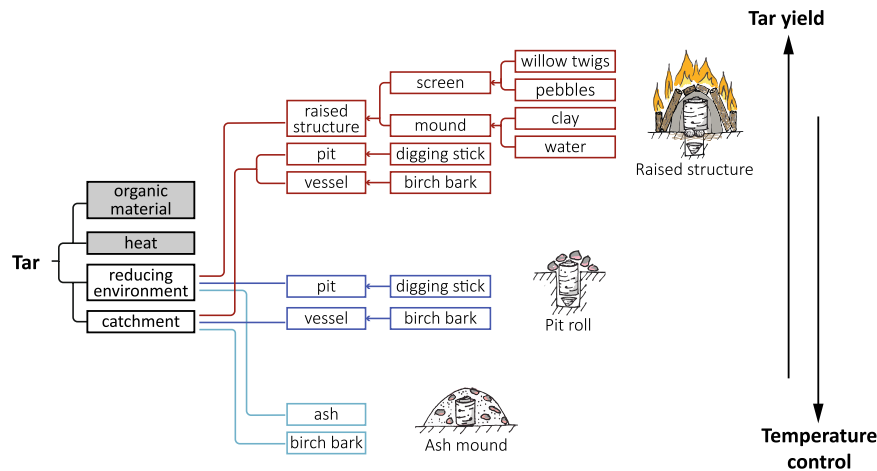 Tar yield
willow twigs
screen
pebbles
raised
structure
mound
clay
water
pit
digging stick
vessel
birch bark
Raised structure
organic
material
heat
Tar
reducing
environment
catchment
pit
digging stick
vessel
birch bark
Pit roll
ash
birch bark
Ash mound
Temperature
control